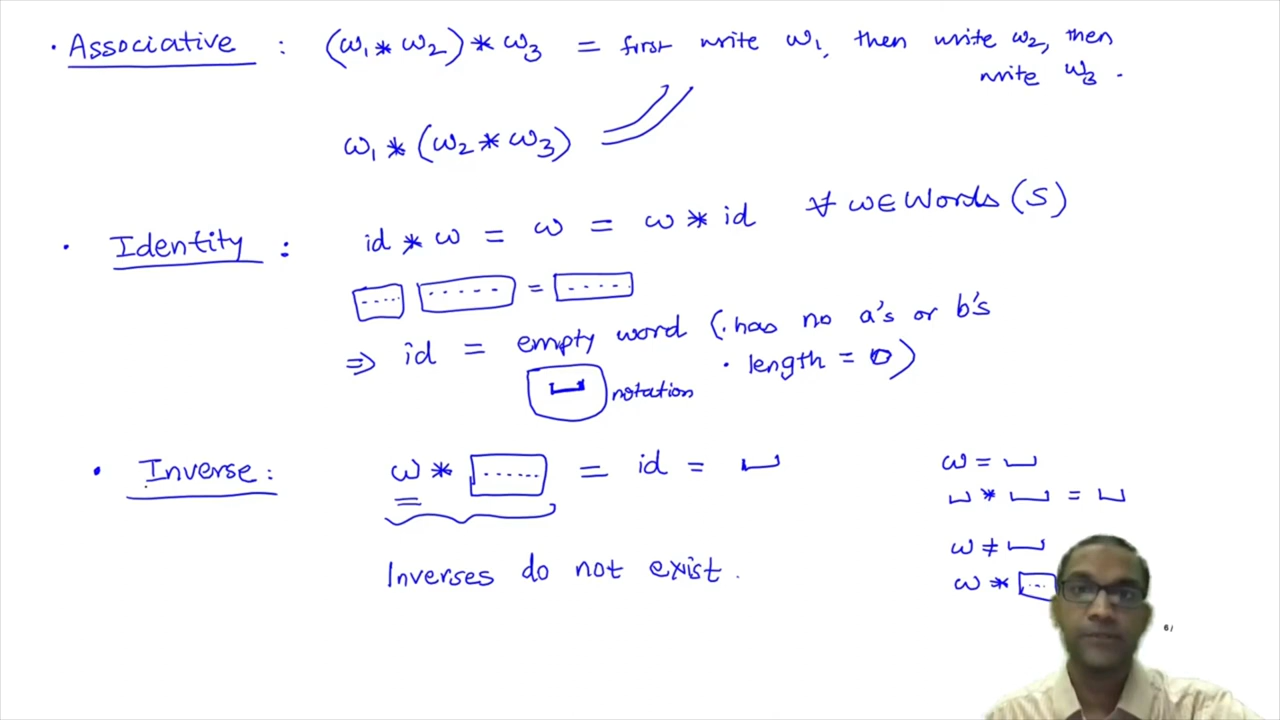 · Associative : (ω₁ * ω₂) * ω₃ = first write ω₁, then write ω₂, then
write ω₃ .
ω₁ * (ω₂ * ω₃)
· Identity : id * ω = ω = ω * id ∀ ω ∈ Words (S)
..... ...... = .....
⇒ id = empty word (· has no a's or b's
· length = 0)
⌴ notation
· Inverse : ω * ...... = id = ⌴
ω = ⌴
⌴ * ⌴ = ⌴
ω ≠ ⌴
Inverses do not exist .
ω * ...
6 /